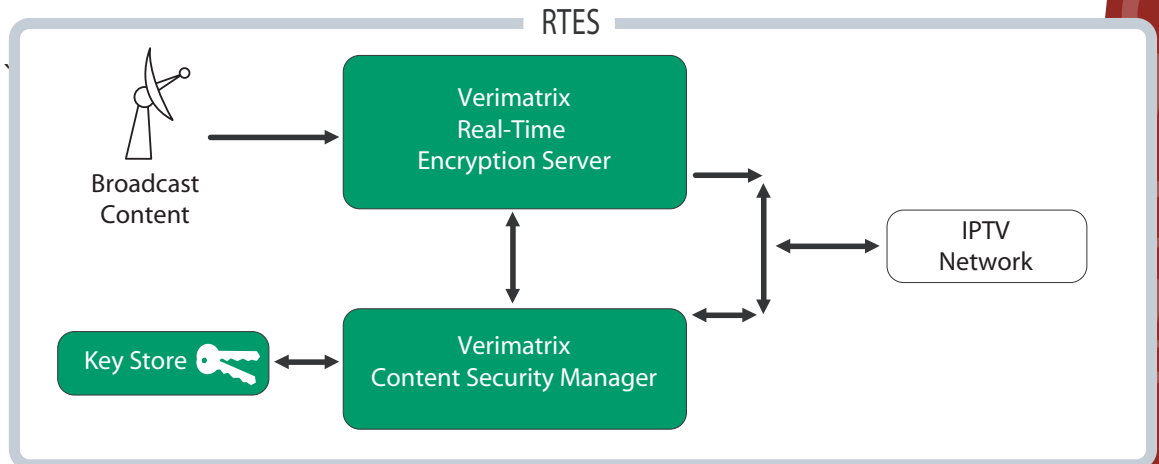 RTES
Verimatrix
Real-Time
Encryption Server
Broadcast
Content
IPTV
Network
Key Store
Verimatrix
Content Security Manager